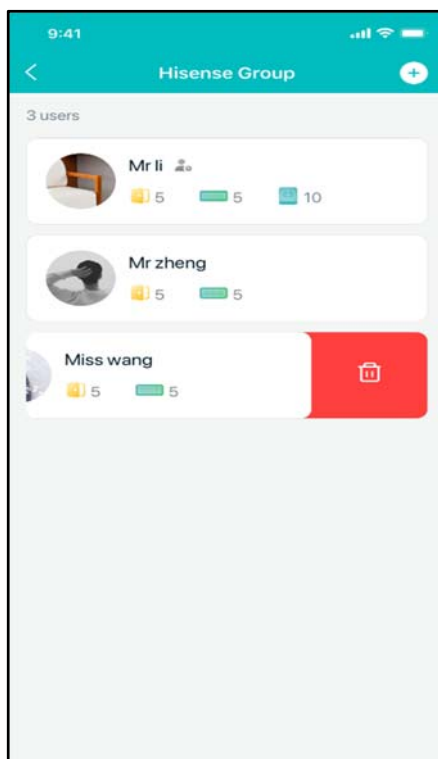 9:41
Hisense Group
3 users
Mr li
5 5 10
Mr zheng
5 5
Miss wang
5 5